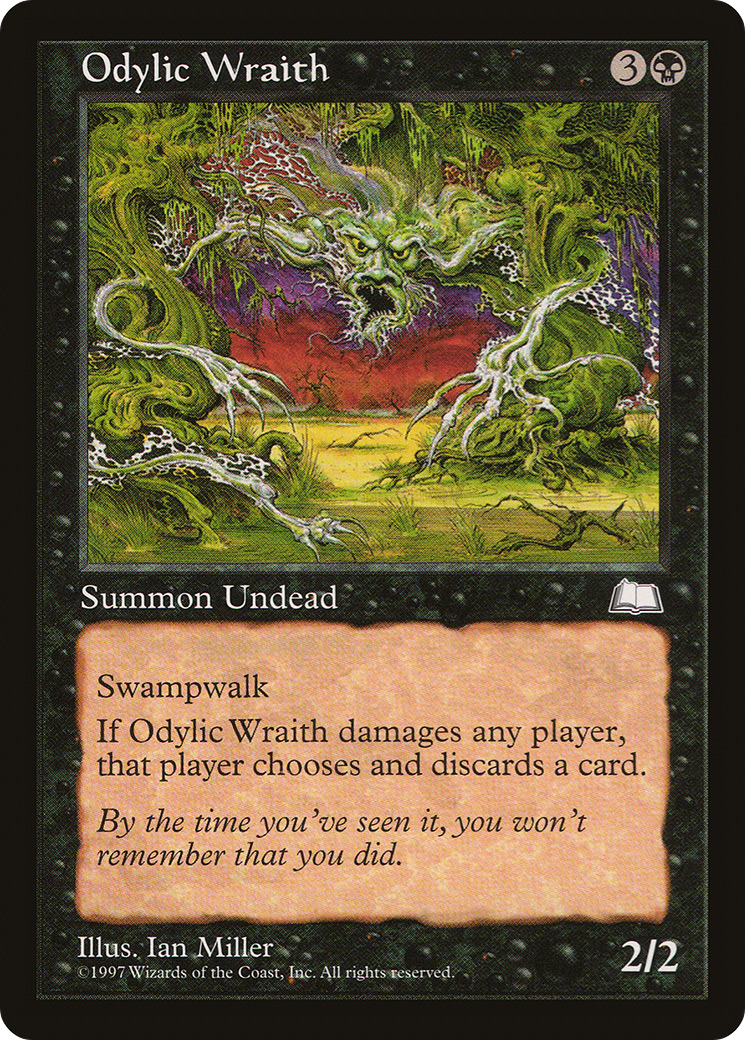 Odylic Wraith 3
Summon Undead
Swampwalk
If Odylic Wraith damages any player,
that player chooses and discards a card.
By the time you've seen it, you won't
remember that you did.
Illus. Ian Miller
©1997 Wizards of the Coast, Inc. All rights reserved.
2/2